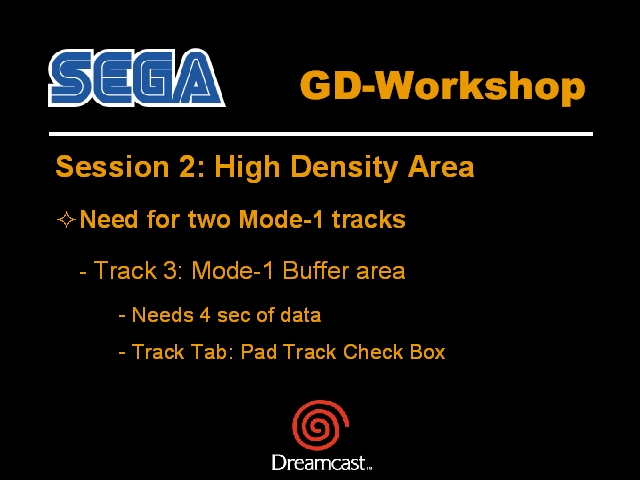 SEGA
GD-Workshop
Session 2: High Density Area
Need for two Mode-1 tracks
- Track 3: Mode-1 Buffer area
- Needs 4 sec of data
- Track Tab: Pad Track Check Box
Dreamcast™